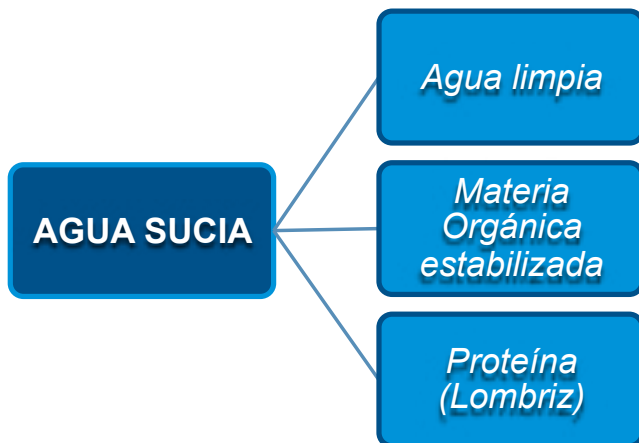 AGUA SUCIA
Agua limpia
Materia
Orgánica
estabilizada
Proteína
(Lombriz)